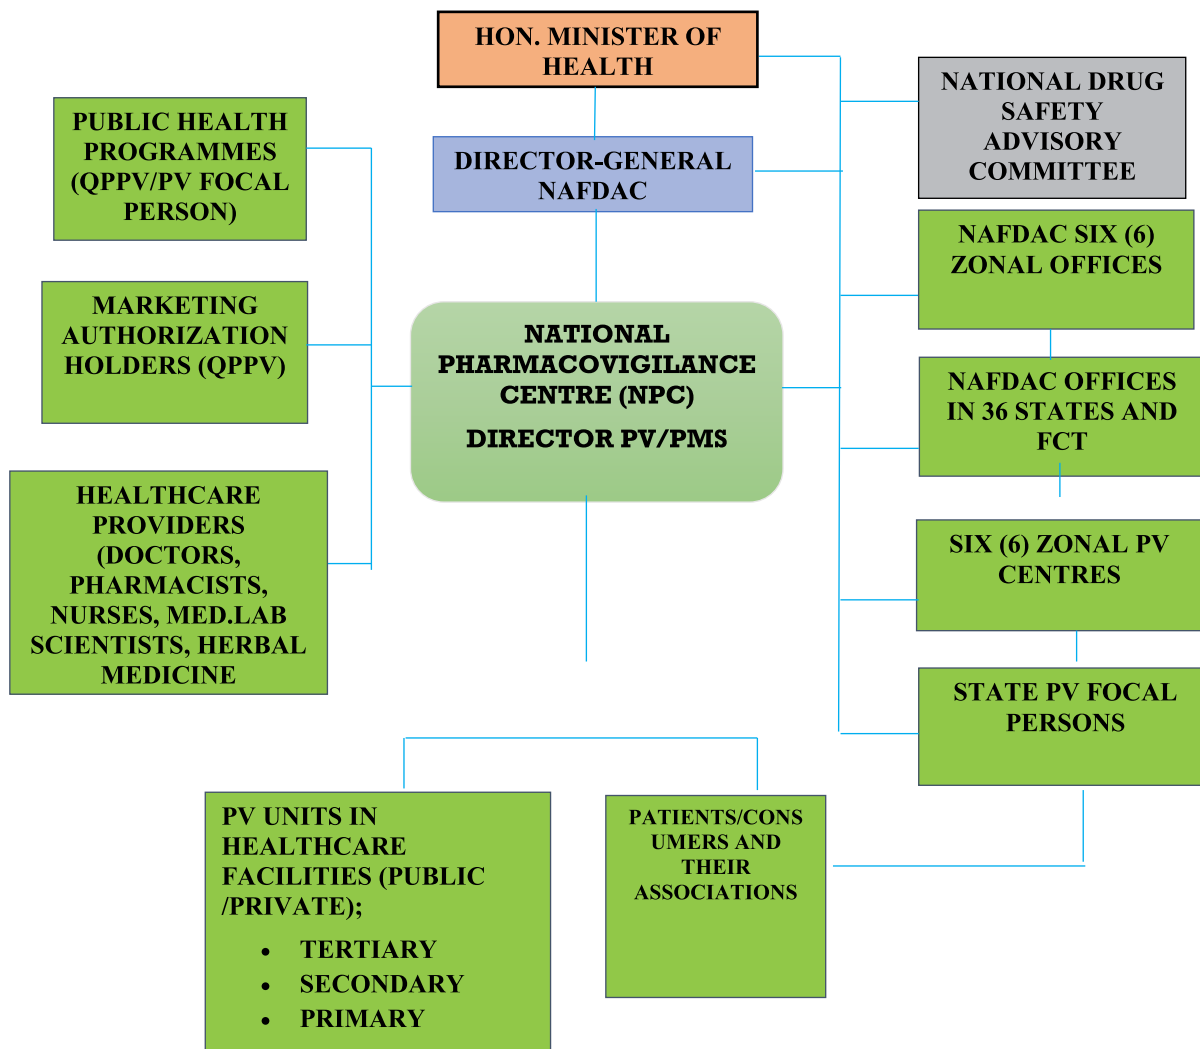 HON. MINISTER OF
HEALTH
NATIONAL DRUG
SAFETY
ADVISORY
COMMITTEE
PUBLIC HEALTH
PROGRAMMES
(QPPV/PV FOCAL
PERSON)
DIRECTOR-GENERAL
NAFDAC
NAFDAC SIX (6)
ZONAL OFFICES
MARKETING
AUTHORIZATION
HOLDERS (QPPV)
NATIONAL
PHARMACOVIGILANCE
CENTRE (NPC)
DIRECTOR PV/PMS
NAFDAC OFFICES
IN 36 STATES AND
FCT
HEALTHCARE
PROVIDERS
(DOCTORS,
PHARMACISTS,
NURSES, MED.LAB
SCIENTISTS, HERBAL
MEDICINE
SIX (6) ZONAL PV
CENTRES
STATE PV FOCAL
PERSONS
PV UNITS IN
HEALTHCARE
FACILITIES (PUBLIC
/PRIVATE);
• TERTIARY
• SECONDARY
• PRIMARY
PATIENTS/CONS
UMERS AND
THEIR
ASSOCIATIONS